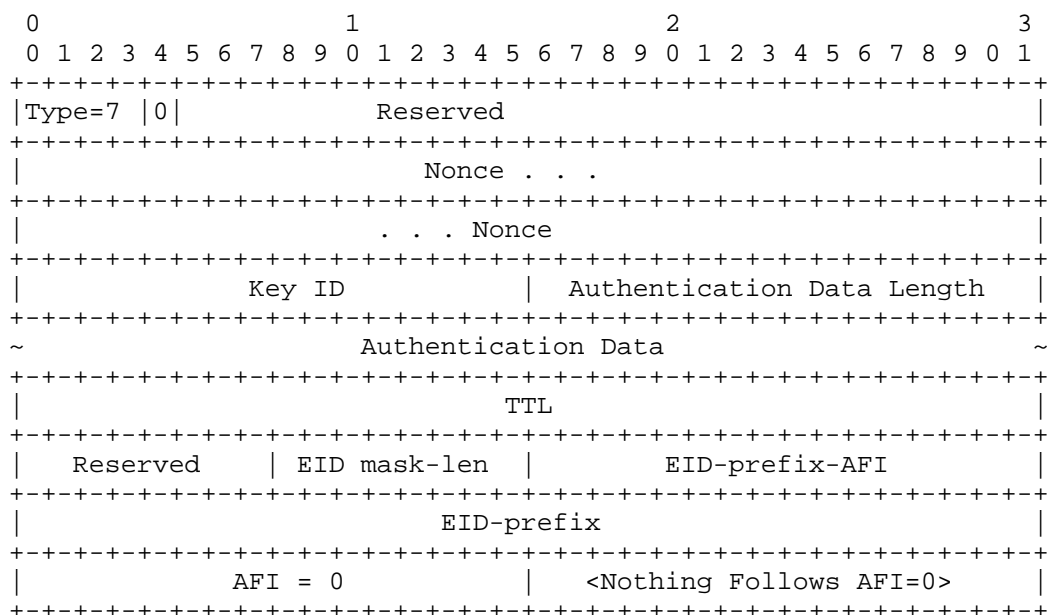 0                   1                   2                   3
 0 1 2 3 4 5 6 7 8 9 0 1 2 3 4 5 6 7 8 9 0 1 2 3 4 5 6 7 8 9 0 1
+-+-+-+-+-+-+-+-+-+-+-+-+-+-+-+-+-+-+-+-+-+-+-+-+-+-+-+-+-+-+-+-+
|Type=7 |0|            Reserved                                 |
+-+-+-+-+-+-+-+-+-+-+-+-+-+-+-+-+-+-+-+-+-+-+-+-+-+-+-+-+-+-+-+-+
|                         Nonce . . .                           |
+-+-+-+-+-+-+-+-+-+-+-+-+-+-+-+-+-+-+-+-+-+-+-+-+-+-+-+-+-+-+-+-+
|                      . . . Nonce                              |
+-+-+-+-+-+-+-+-+-+-+-+-+-+-+-+-+-+-+-+-+-+-+-+-+-+-+-+-+-+-+-+-+
|              Key ID           |  Authentication Data Length   |
+-+-+-+-+-+-+-+-+-+-+-+-+-+-+-+-+-+-+-+-+-+-+-+-+-+-+-+-+-+-+-+-+
~                     Authentication Data                       ~
+-+-+-+-+-+-+-+-+-+-+-+-+-+-+-+-+-+-+-+-+-+-+-+-+-+-+-+-+-+-+-+-+
|                              TTL                              |
+-+-+-+-+-+-+-+-+-+-+-+-+-+-+-+-+-+-+-+-+-+-+-+-+-+-+-+-+-+-+-+-+
|   Reserved    | EID mask-len  |        EID-prefix-AFI         |
+-+-+-+-+-+-+-+-+-+-+-+-+-+-+-+-+-+-+-+-+-+-+-+-+-+-+-+-+-+-+-+-+
|                          EID-prefix                           |
+-+-+-+-+-+-+-+-+-+-+-+-+-+-+-+-+-+-+-+-+-+-+-+-+-+-+-+-+-+-+-+-+
|             AFI = 0           |   <Nothing Follows AFI=0>     |
+-+-+-+-+-+-+-+-+-+-+-+-+-+-+-+-+-+-+-+-+-+-+-+-+-+-+-+-+-+-+-+-+